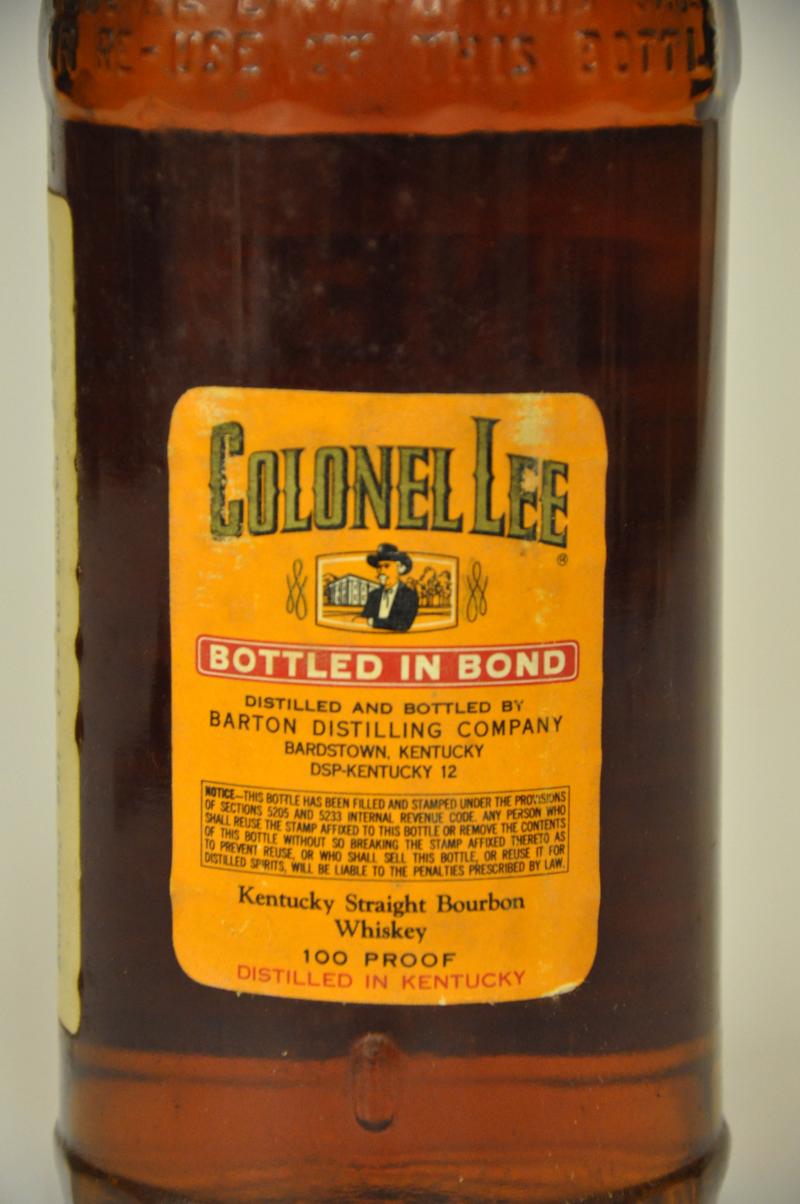 RE-USE OF THIS BOTTL
COLONEL LEE
®
BOTTLED IN BOND
DISTILLED AND BOTTLED BY
BARTON DISTILLING COMPANY
BARDSTOWN, KENTUCKY
DSP-KENTUCKY 12
NOTICE—THIS BOTTLE HAS BEEN FILLED AND STAMPED UNDER THE PROVISIONS
OF SECTIONS 5205 AND 5233 INTERNAL REVENUE CODE. ANY PERSON WHO
SHALL REUSE THE STAMP AFFIXED TO THIS BOTTLE OR REMOVE THE CONTENTS
OF THIS BOTTLE WITHOUT SO BREAKING THE STAMP AFFIXED THERETO AS
TO PREVENT REUSE, OR WHO SHALL SELL THIS BOTTLE, OR REUSE IT FOR
DISTILLED SPIRITS, WILL BE LIABLE TO THE PENALTIES PRESCRIBED BY LAW.
Kentucky Straight Bourbon
Whiskey
100 PROOF
DISTILLED IN KENTUCKY